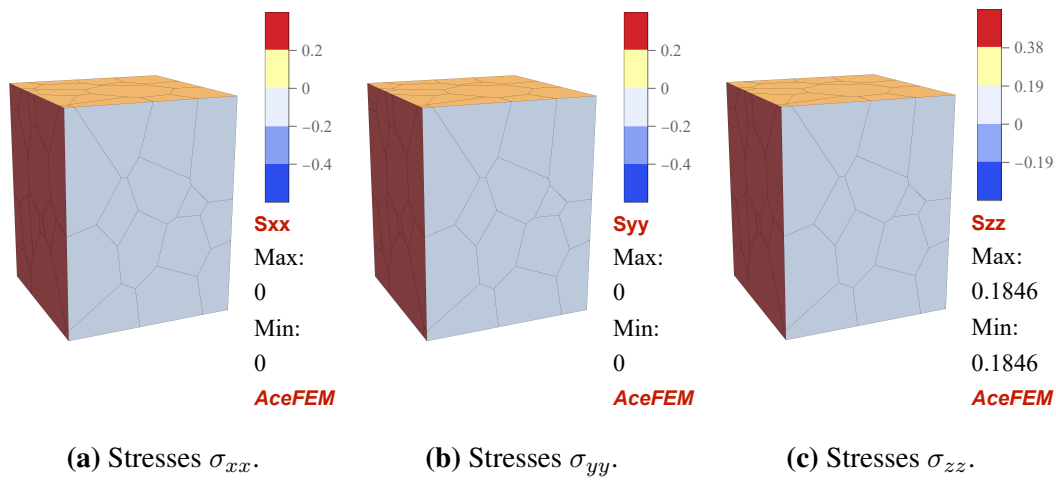 0.2
0
−0.2
−0.4
Sxx
Max:
0
Min:
0
AceFEM
(a) Stresses σxx.
0.2
0
−0.2
−0.4
Syy
Max:
0
Min:
0
AceFEM
(b) Stresses σyy.
0.38
0.19
0
−0.19
Szz
Max:
0.1846
Min:
0.1846
AceFEM
(c) Stresses σzz.